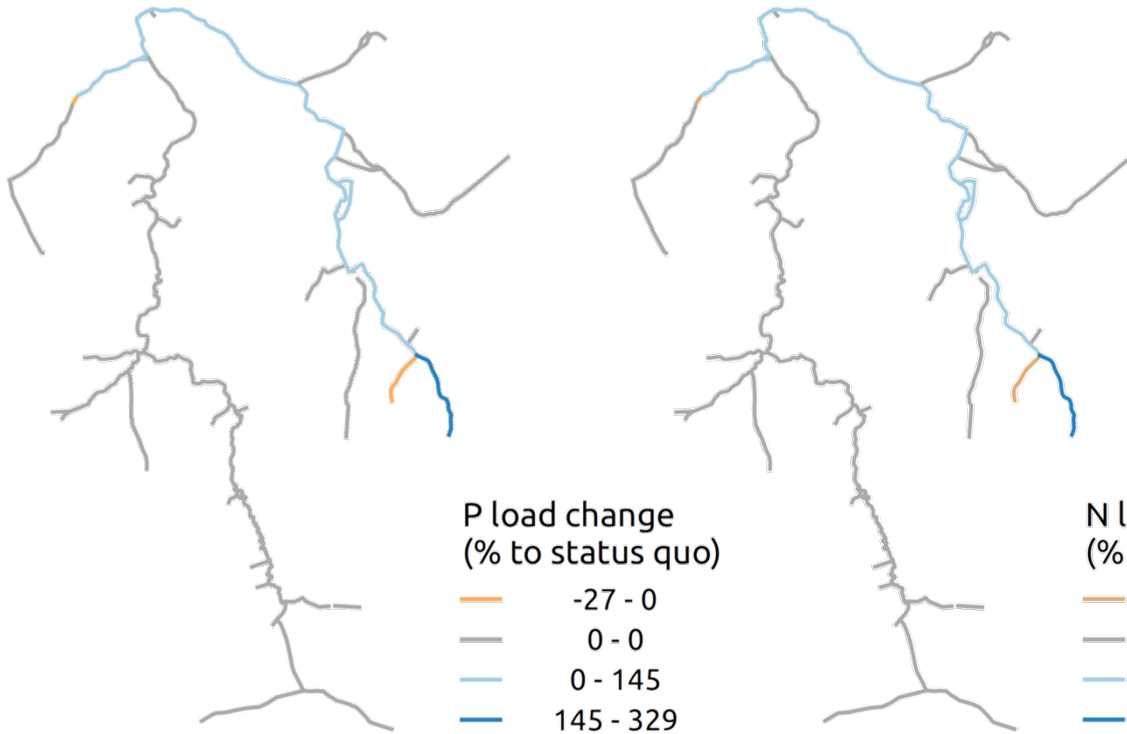 P load change
(% to status quo)
-27 - 0
0 - 0
0 - 145
145 - 329
N l
(%